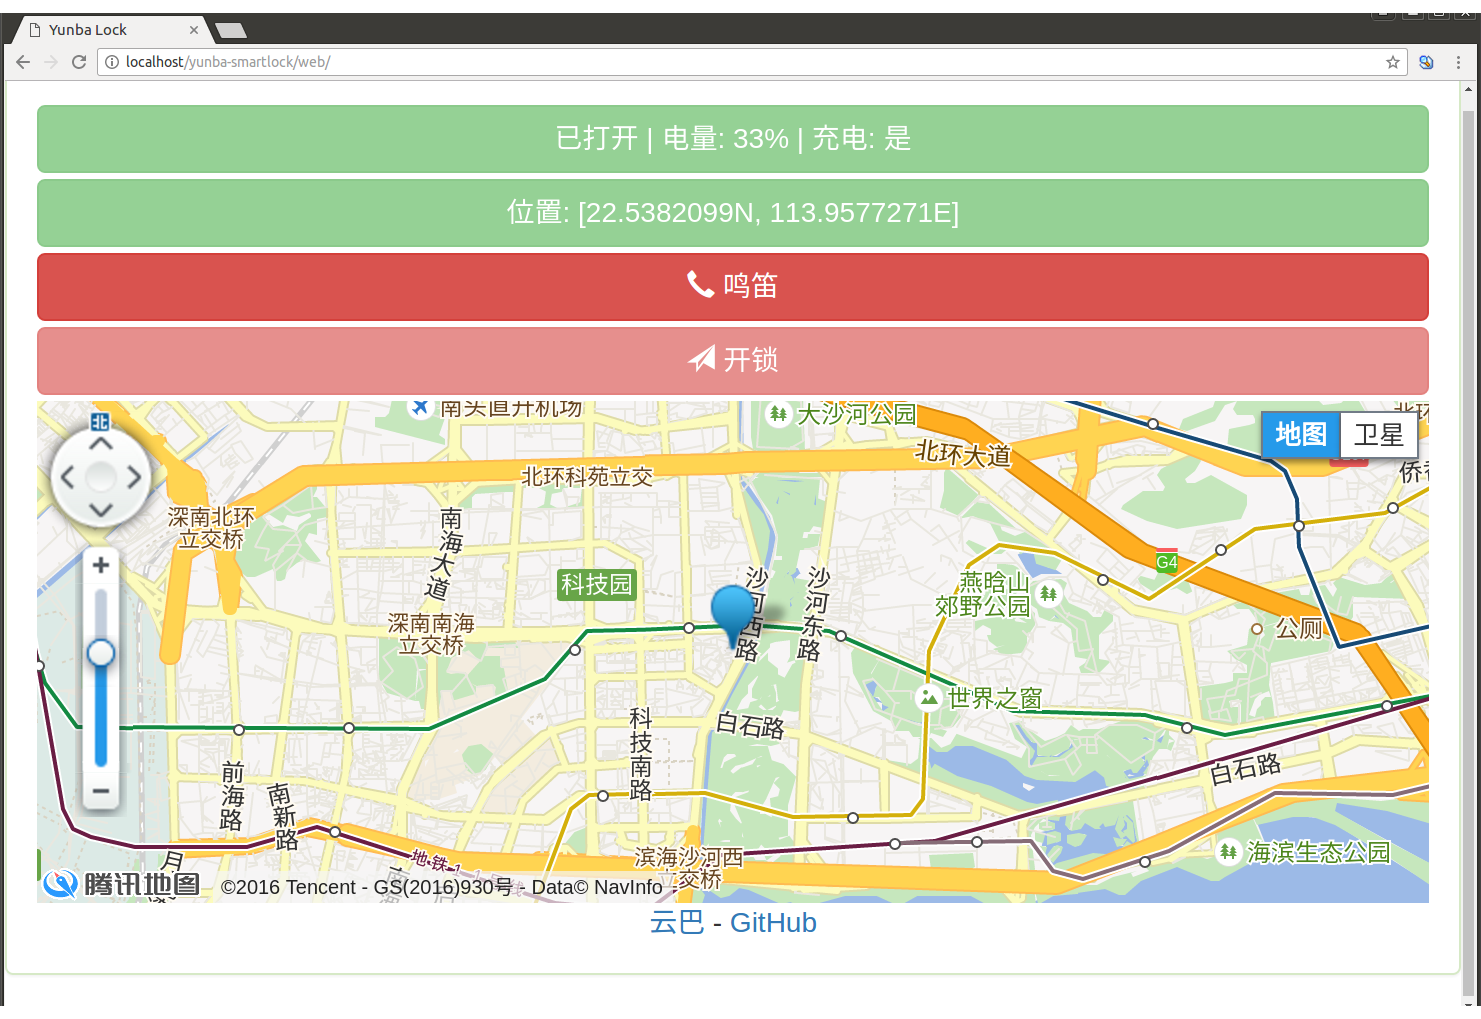 Yunba Lock
localhost/yunba-smartlock/web/
已打开 | 电量: 33% | 充电: 是
位置: [22.5382099N, 113.9577271E]
鸣笛
开锁
北
南头直升机场
大沙河公园
地图
卫星
北环大道
北环科苑立交
深南北环
立交桥
南海大道
科技园
沙河西路
沙河东路
G4
燕晗山
郊野公园
深南南海
立交桥
公厕
世界之窗
科技南路
白石路
白石路
前海路
南新路
滨海沙河西
立交桥
海滨生态公园
地铁
腾讯地图
©2016 Tencent - GS(2016)930号 - Data© NavInfo
云巴 - GitHub